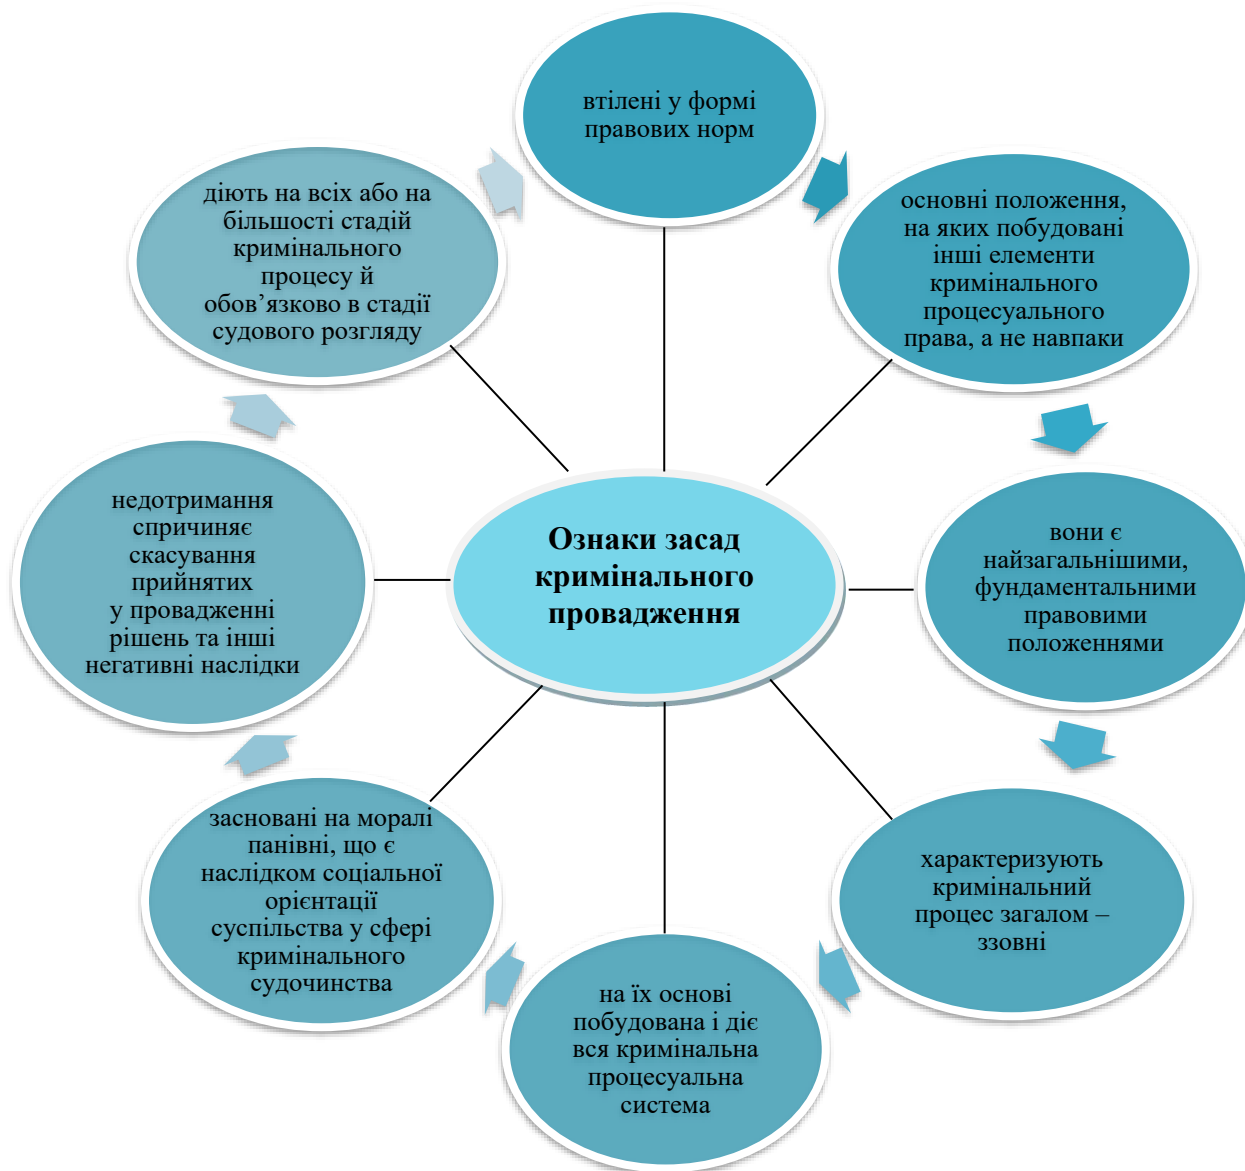 втілені у формі
правових норм
основні положення,
на яких побудовані
інші елементи
кримінального
процесуального
права, а не навпаки
вони є
найзагальнішими,
фундаментальними
правовими
положеннями
характеризують
кримінальний
процес загалом –
ззовні
на їх основі
побудована і діє
вся кримінальна
процесуальна
система
засновані на моралі
панівні, що є
наслідком соціальної
орієнтації
суспільства у сфері
кримінального
судочинства
недотримання
спричиняє
скасування
прийнятих
у провадженні
рішень та інші
негативні наслідки
діють на всіх або на
більшості стадій
кримінального
процесу й
обов’язково в стадії
судового розгляду
Ознаки засад
кримінального
провадження